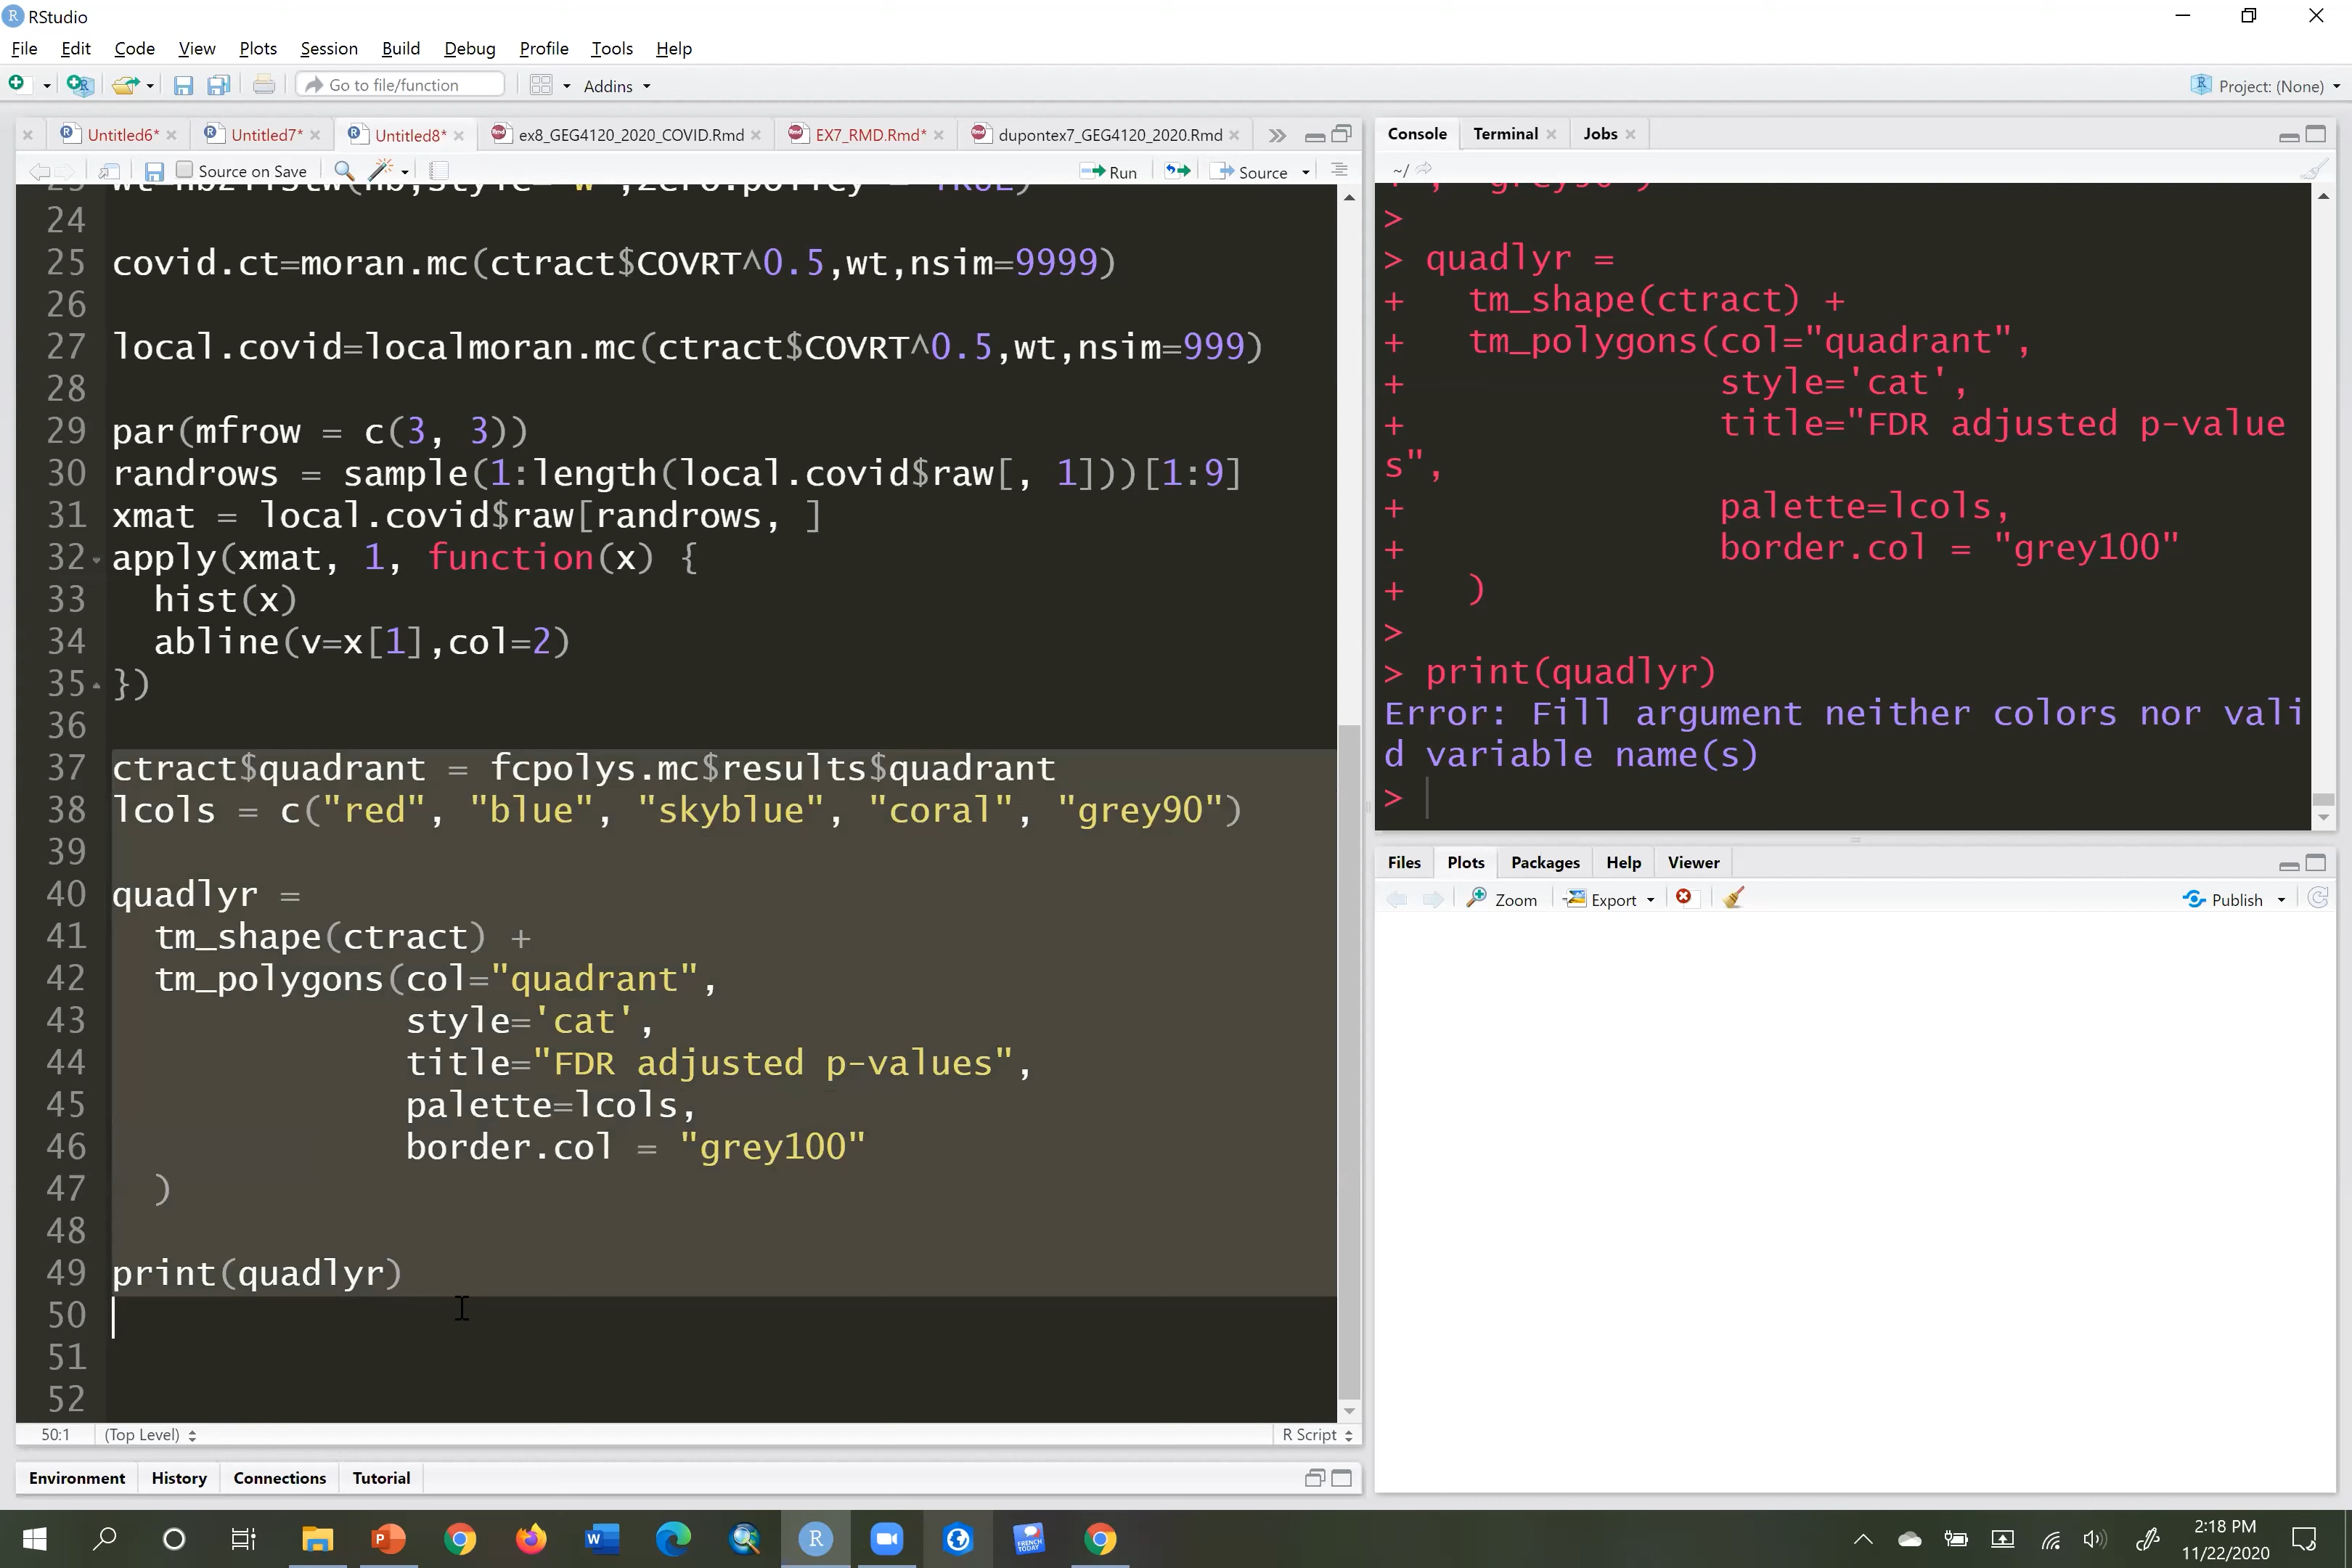 RStudio
File Edit Code View Plots Session Build Debug Profile Tools Help
Go to file/function Addins Project: (None)
Untitled6* Untitled7* Untitled8* ex8_GEG4120_2020_COVID.Rmd EX7_RMD.Rmd* dupontex7_GEG4120_2020.Rmd
Source on Save Run Source
24
25 covid.ct=moran.mc(ctract$COVRT^0.5,wt,nsim=9999)
26
27 local.covid=localmoran.mc(ctract$COVRT^0.5,wt,nsim=999)
28
29 par(mfrow = c(3, 3))
30 randrows = sample(1:length(local.covid$raw[, 1]))[1:9]
31 xmat = local.covid$raw[randrows, ]
32 apply(xmat, 1, function(x) {
33 hist(x)
34 abline(v=x[1],col=2)
35 })
36
37 ctract$quadrant = fcpolys.mc$results$quadrant
38 lcols = c("red", "blue", "skyblue", "coral", "grey90")
39
40 quadlyr =
41 tm_shape(ctract) +
42 tm_polygons(col="quadrant",
43 style='cat',
44 title="FDR adjusted p-values",
45 palette=lcols,
46 border.col = "grey100"
47 )
48
49 print(quadlyr)
50
51
52
50:1 (Top Level) R Script
Environment History Connections Tutorial
Console Terminal Jobs
~/
>
> quadlyr =
+ tm_shape(ctract) +
+ tm_polygons(col="quadrant",
+ style='cat',
+ title="FDR adjusted p-value
s",
+ palette=lcols,
+ border.col = "grey100"
+ )
>
> print(quadlyr)
Error: Fill argument neither colors nor vali
d variable name(s)
>
Files Plots Packages Help Viewer
Zoom Export Publish
FRENCH TODAY
2:18 PM
11/22/2020